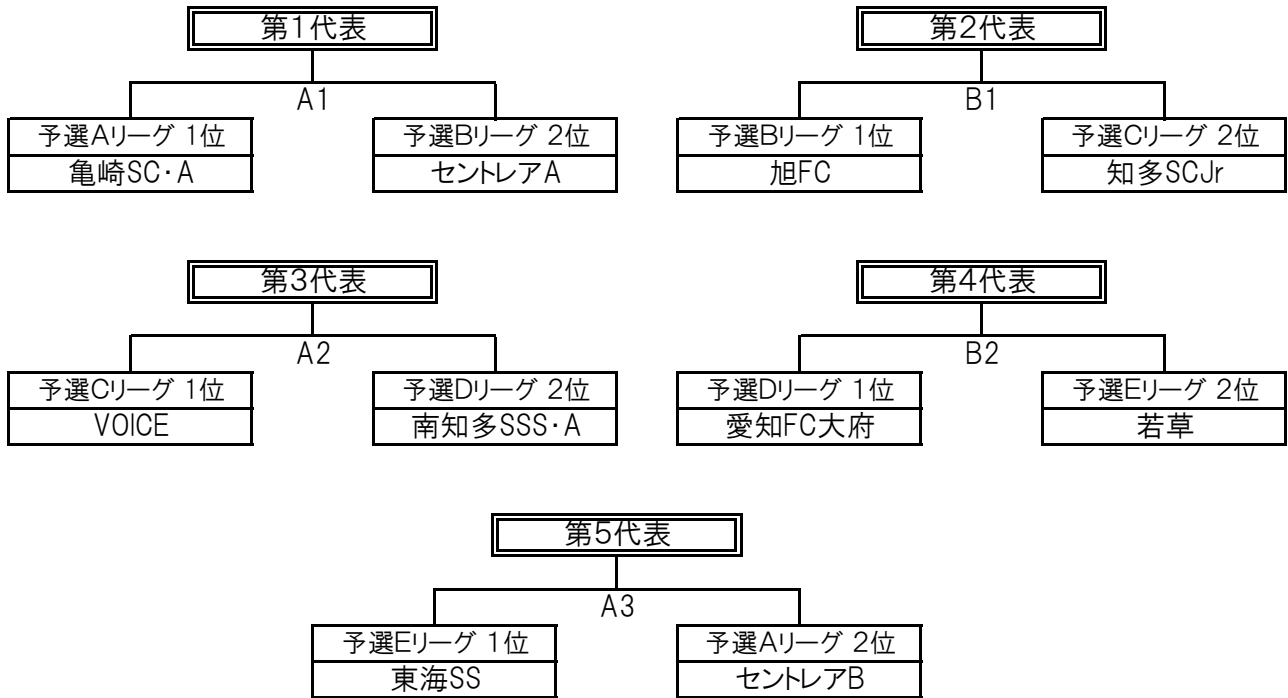 第1代表
第2代表
A1
B1
予選Aリーグ 1位
予選Bリーグ 2位
予選Bリーグ 1位
予選Cリーグ 2位
亀崎SC・A
セントレアA
旭FC
知多SCJr
第3代表
第4代表
A2
B2
予選Cリーグ 1位
予選Dリーグ 2位
予選Dリーグ 1位
予選Eリーグ 2位
VOICE
南知多SSS・A
愛知FC大府
若草
第5代表
A3
予選Eリーグ 1位
予選Aリーグ 2位
東海SS
セントレアB